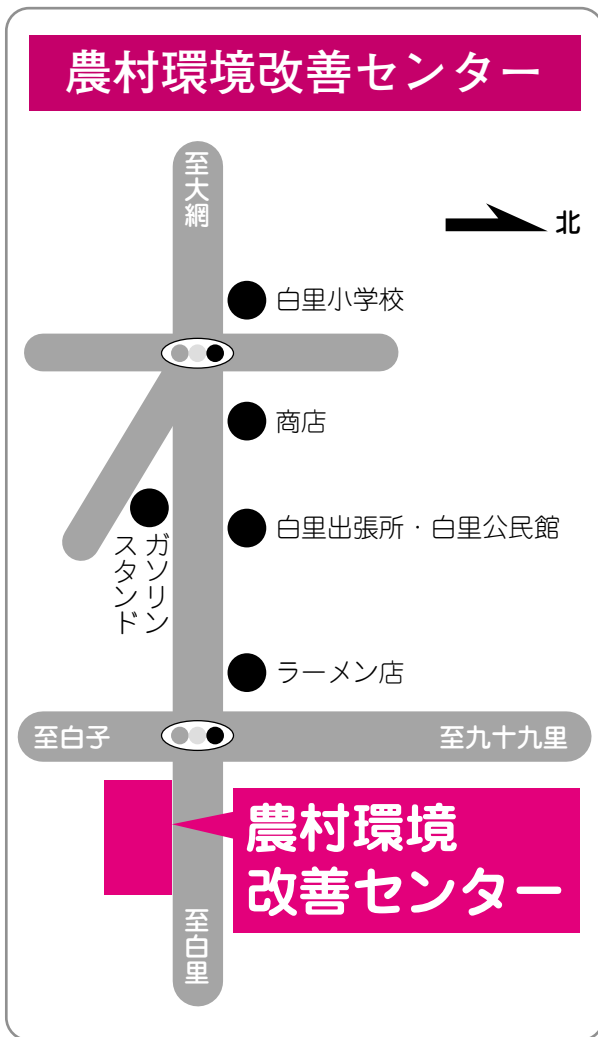 農村環境改善センター
至大網
北
白里小学校
商店
白里出張所・白里公民館
ガソリン
スタンド
ラーメン店
至白子
至九十九里
農村環境
改善センター
至白里